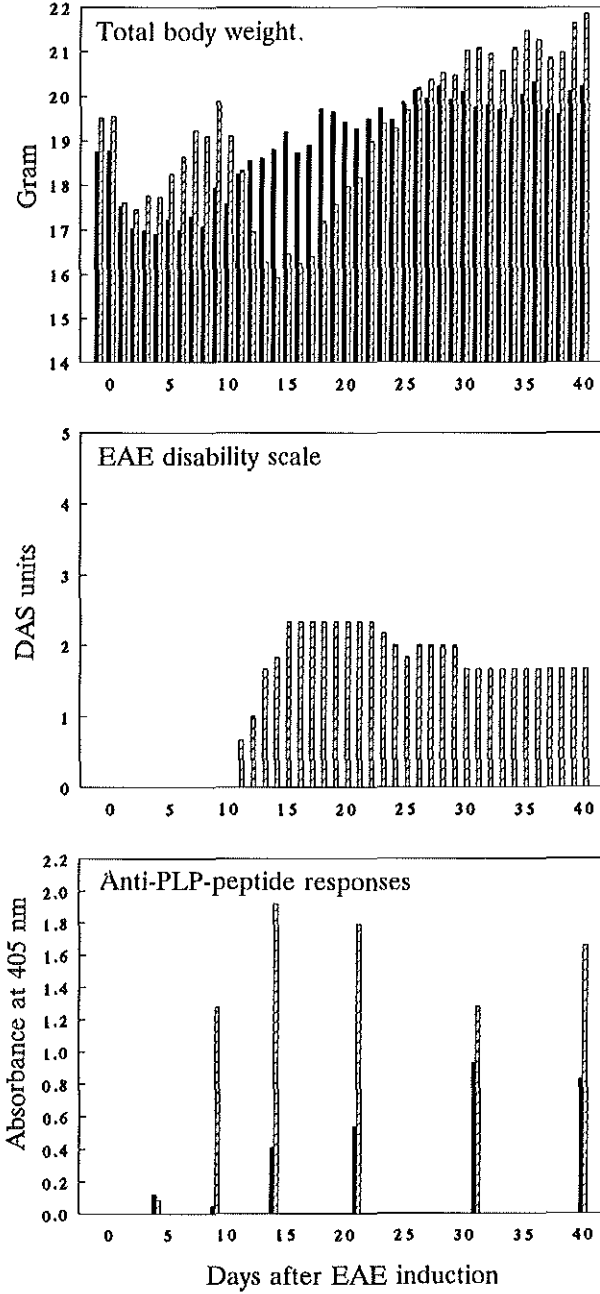 Total body weight.
Gram
22
21
20
19
18
17
16
15
14
0 5 10 15 20 25 30 35 40
EAE disability scale
DAS units
5
4
3
2
1
0
0 5 10 15 20 25 30 35 40
Anti-PLP-peptide responses
Absorbance at 405 nm
2.2
2.0
1.8
1.6
1.4
1.2
1.0
0.8
0.6
0.4
0.2
0.0
0 5 10 15 20 25 30 35 40
Days after EAE induction